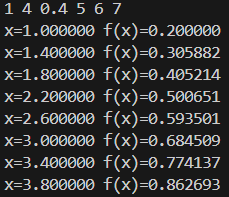 1 4 0.4 5 6 7
x=1.000000 f(x)=0.200000
x=1.400000 f(x)=0.305882
x=1.800000 f(x)=0.405214
x=2.200000 f(x)=0.500651
x=2.600000 f(x)=0.593501
x=3.000000 f(x)=0.684509
x=3.400000 f(x)=0.774137
x=3.800000 f(x)=0.862693